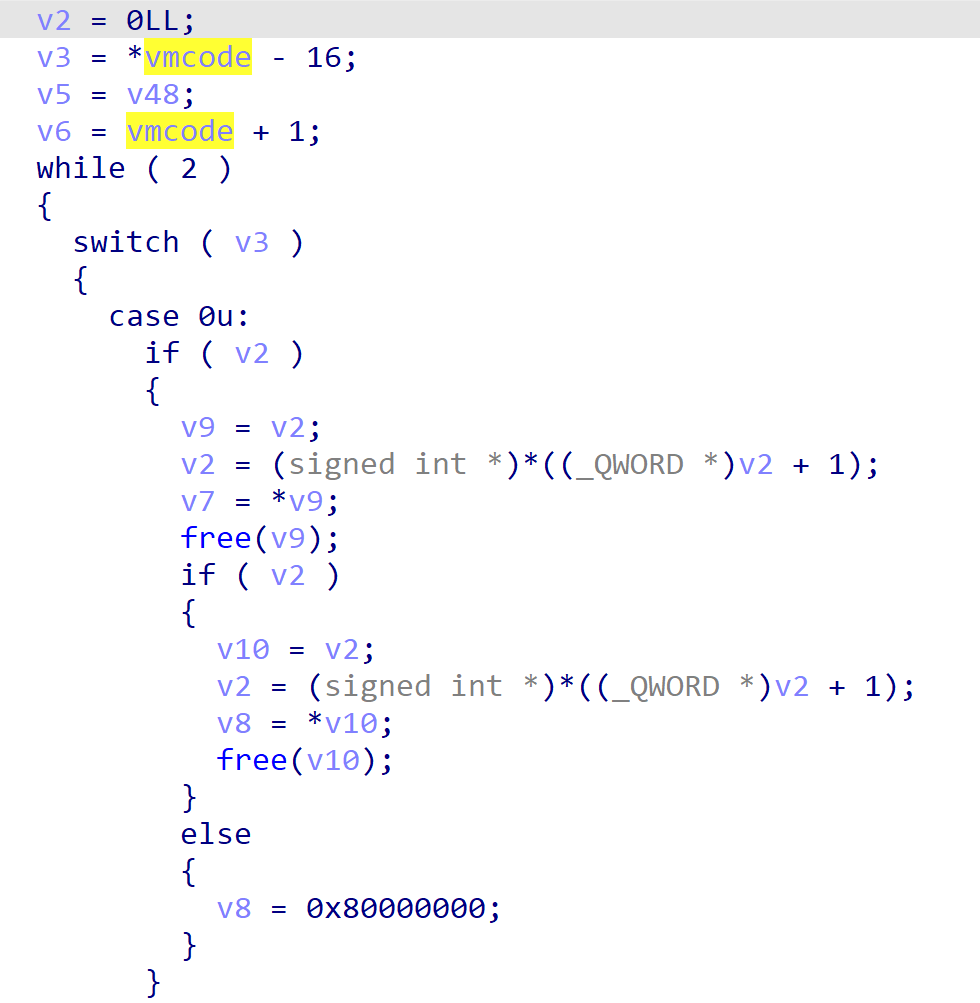 v2 = 0LL;
v3 = *vmcode - 16;
v5 = v48;
v6 = vmcode + 1;
while ( 2 )
{
  switch ( v3 )
  {
    case 0u:
      if ( v2 )
      {
        v9 = v2;
        v2 = (signed int *)*((_QWORD *)v2 + 1);
        v7 = *v9;
        free(v9);
        if ( v2 )
        {
          v10 = v2;
          v2 = (signed int *)*((_QWORD *)v2 + 1);
          v8 = *v10;
          free(v10);
        }
        else
        {
          v8 = 0x80000000;
        }
      }